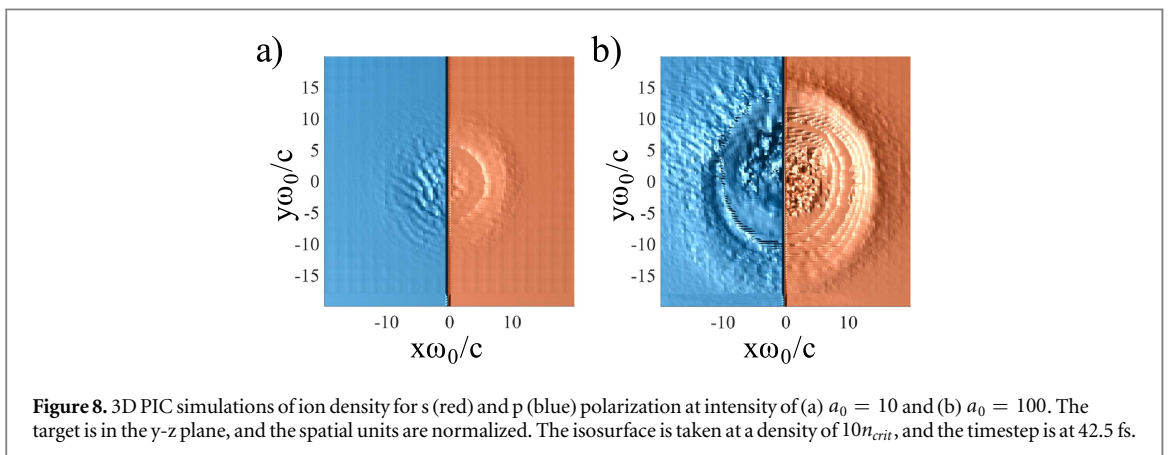 a)
b)
yω₀/c
15
10
5
0
-5
-10
-15
-10 0 10
xω₀/c
yω₀/c
15
10
5
0
-5
-10
-15
-10 0 10
xω₀/c
Figure 8. 3D PIC simulations of ion density for s (red) and p (blue) polarization at intensity of (a) a₀ = 10 and (b) a₀ = 100. The
target is in the y-z plane, and the spatial units are normalized. The isosurface is taken at a density of 10n_crit, and the timestep is at 42.5 fs.